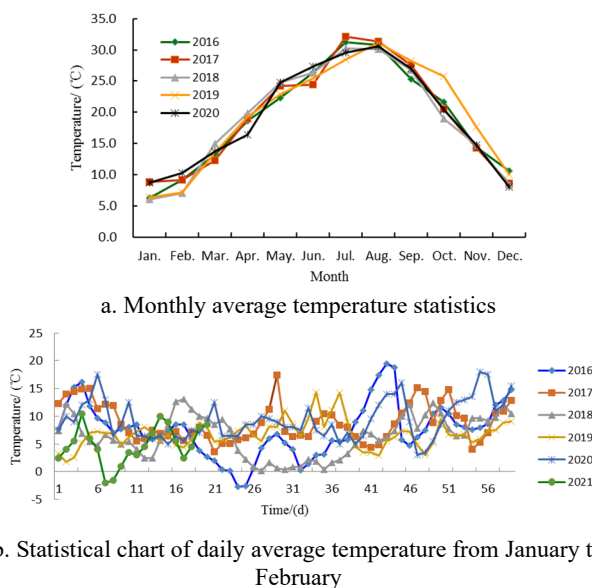 35.0
30.0
25.0
20.0
15.0
10.0
5.0
0.0
Temperature/ (℃)
2016
2017
2018
2019
2020
Jan. Feb. Mar. Apr. May. Jun. Jul. Aug. Sep. Oct. Nov. Dec.
Month
a. Monthly average temperature statistics
25
20
15
10
5
0
-5
Temperature/(℃)
1 6 11 16 21 26 31 36 41 46 51 56
Time/(d)
2016
2017
2018
2019
2020
2021
b. Statistical chart of daily average temperature from January t
February